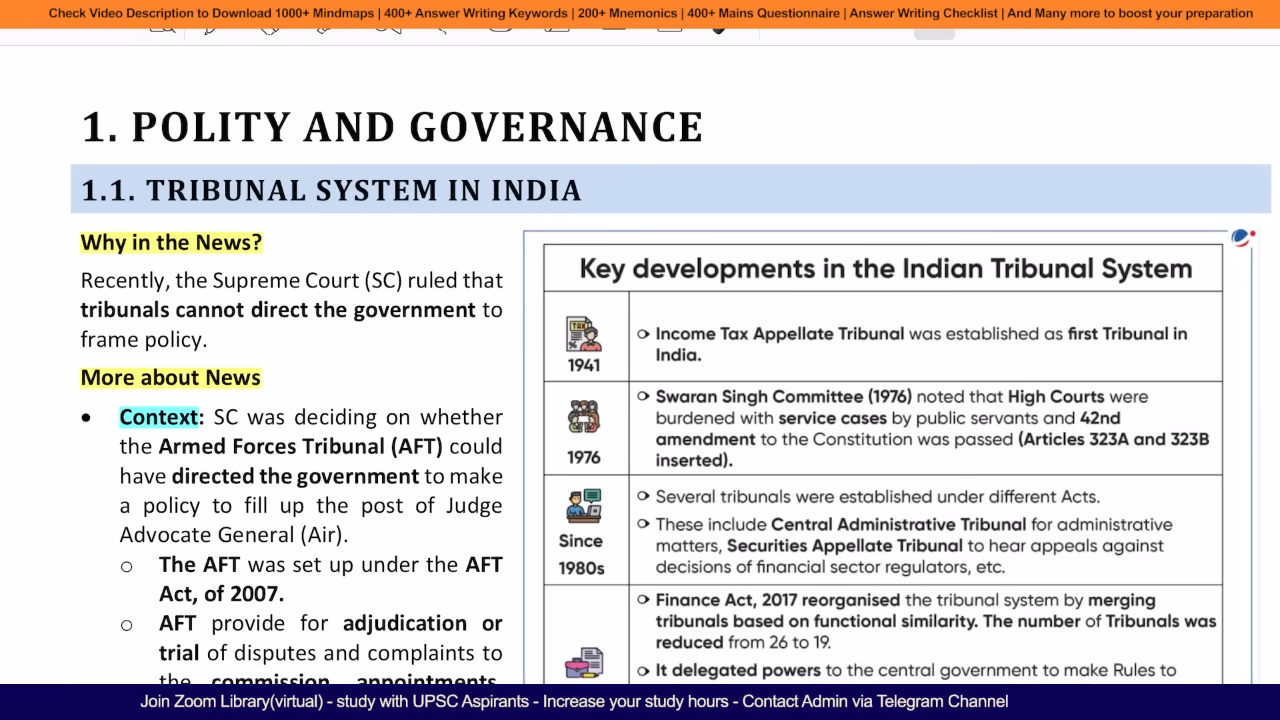 Check Video Description to Download 1000+ Mindmaps | 400+ Answer Writing Keywords | 200+ Mnemonics | 400+ Mains Questionnaire | Answer Writing Checklist | And Many more to boost your preparation
1. POLITY AND GOVERNANCE
1.1. TRIBUNAL SYSTEM IN INDIA
Why in the News?
Recently, the Supreme Court (SC) ruled that
tribunals cannot direct the government to
frame policy.
More about News
• Context: SC was deciding on whether
the Armed Forces Tribunal (AFT) could
have directed the government to make
a policy to fill up the post of Judge
Advocate General (Air).
o The AFT was set up under the AFT
Act, of 2007.
o AFT provide for adjudication or
trial of disputes and complaints to
the commission, appointments,
Key developments in the Indian Tribunal System
TAX
%
1941
Income Tax Appellate Tribunal was established as first Tribunal in
India.
1976
Swaran Singh Committee (1976) noted that High Courts were
burdened with service cases by public servants and 42nd
amendment to the Constitution was passed (Articles 323A and 323B
inserted).
Since
1980s
Several tribunals were established under different Acts.
These include Central Administrative Tribunal for administrative
matters, Securities Appellate Tribunal to hear appeals against
decisions of financial sector regulators, etc.
Finance Act, 2017 reorganised the tribunal system by merging
tribunals based on functional similarity. The number of Tribunals was
reduced from 26 to 19.
It delegated powers to the central government to make Rules to
Join Zoom Library(virtual) - study with UPSC Aspirants - Increase your study hours - Contact Admin via Telegram Channel